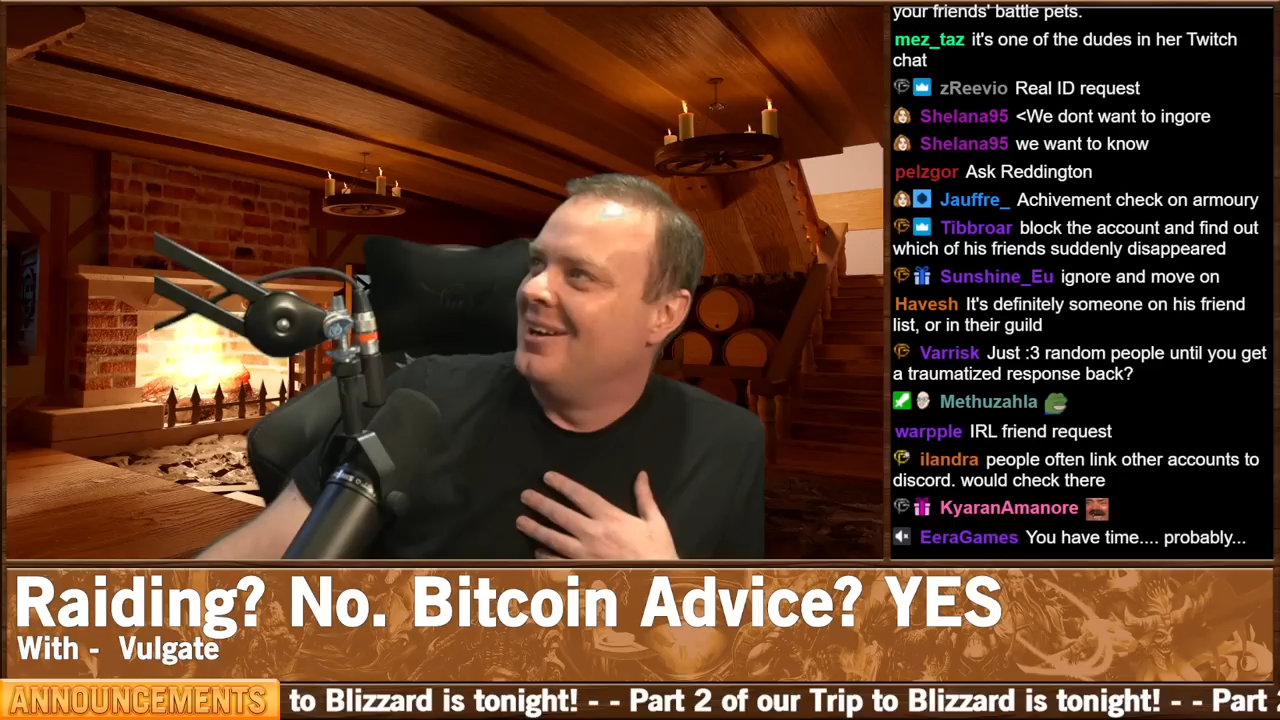 your friends' battle pets.
mez_taz it's one of the dudes in her Twitch
chat
zReevio Real ID request
Shelana95 <We dont want to ingore
Shelana95 we want to know
pelzgor Ask Reddington
Jauffre_ Achivement check on armoury
Tibbroar block the account and find out
which of his friends suddenly disappeared
Sunshine_Eu ignore and move on
Havesh It's definitely someone on his friend
list, or in their guild
Varrisk Just :3 random people until you get
a traumatized response back?
Methuzahla
warpple IRL friend request
ilandra people often link other accounts to
discord. would check there
KyaranAmanore
EeraGames You have time.... probably...
Raiding? No. Bitcoin Advice? YES
With - Vulgate
ANNOUNCEMENTS to Blizzard is tonight! - - Part 2 of our Trip to Blizzard is tonight! - - Part